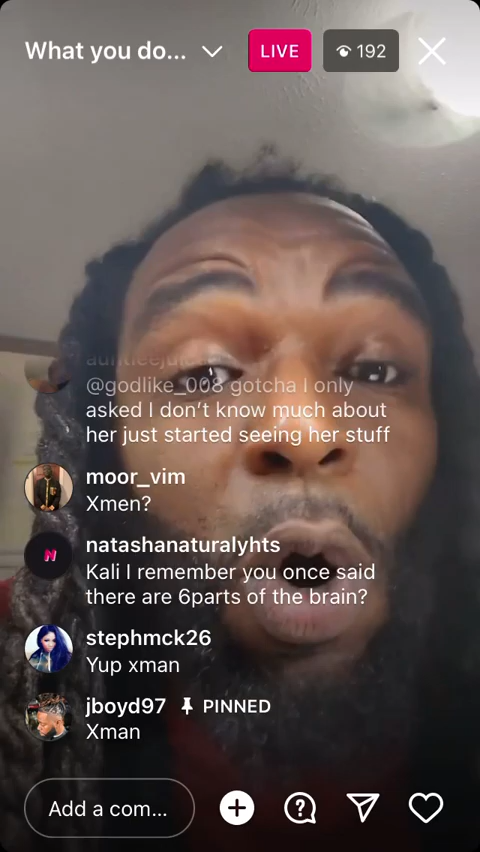 What you do...
LIVE
192
@godlike_008 gotcha I only
asked I don't know much about
her just started seeing her stuff
moor_vim
Xmen?
natashanaturalyhts
Kali I remember you once said
there are 6parts of the brain?
stephmck26
Yup xman
jboyd97 PINNED
Xman
Add a com...